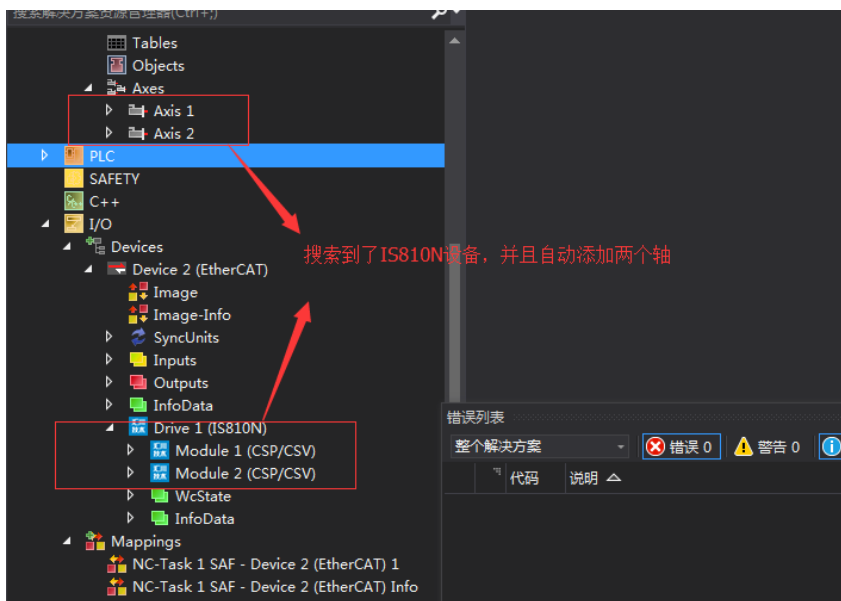 搜索解决方案资源管理器(Ctrl+;)
Tables
Objects
Axes
Axis 1
Axis 2
PLC
SAFETY
C++
I/O
Devices
搜索到了IS810N设备，并且自动添加两个轴
Device 2 (EtherCAT)
Image
Image-Info
SyncUnits
Inputs
Outputs
InfoData
Drive 1 (IS810N)
Module 1 (CSP/CSV)
Module 2 (CSP/CSV)
WcState
InfoData
Mappings
NC-Task 1 SAF - Device 2 (EtherCAT) 1
NC-Task 1 SAF - Device 2 (EtherCAT) Info
错误列表
整个解决方案 错误 0 警告 0
代码 说明